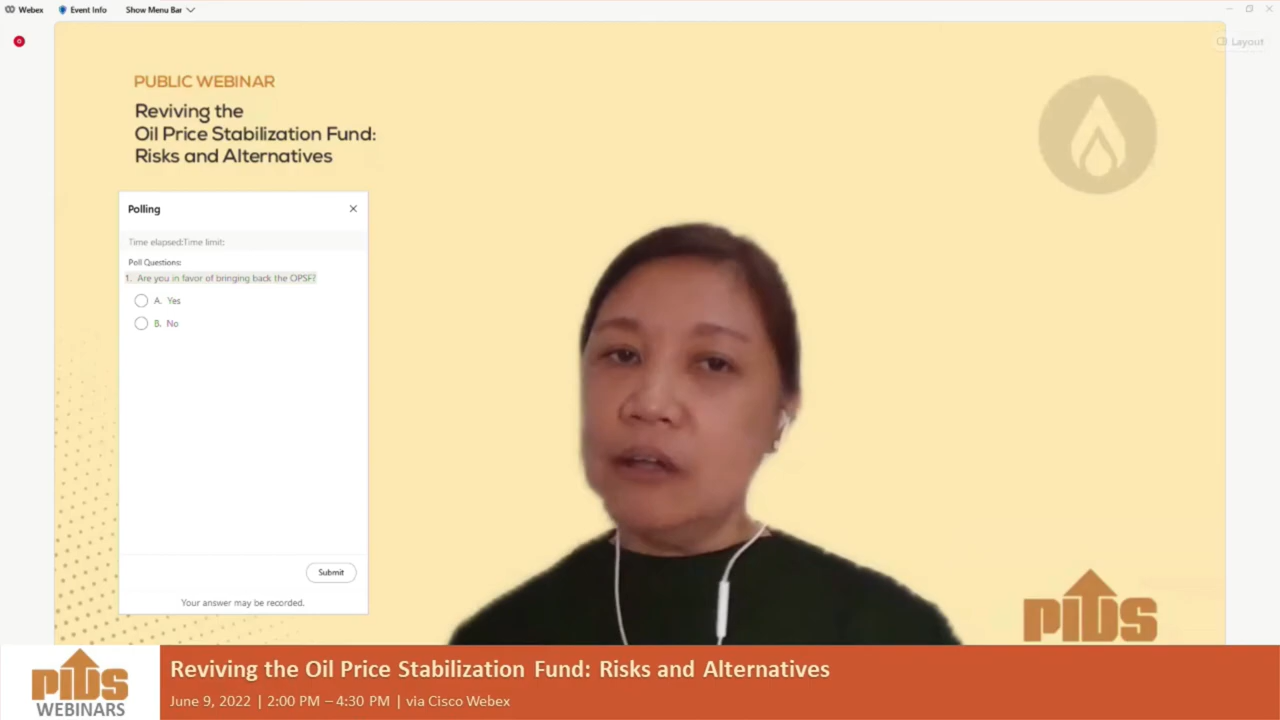 Webex
Event Info
Show Menu Bar
Layout
PUBLIC WEBINAR
Reviving the
Oil Price Stabilization Fund:
Risks and Alternatives
Polling
Time elapsed:Time limit:
Poll Questions:
1. Are you in favor of bringing back the OPSF?
A. Yes
B. No
Submit
Your answer may be recorded.
PIDS
PIDS
WEBINARS
Reviving the Oil Price Stabilization Fund: Risks and Alternatives
June 9, 2022 | 2:00 PM – 4:30 PM | via Cisco Webex